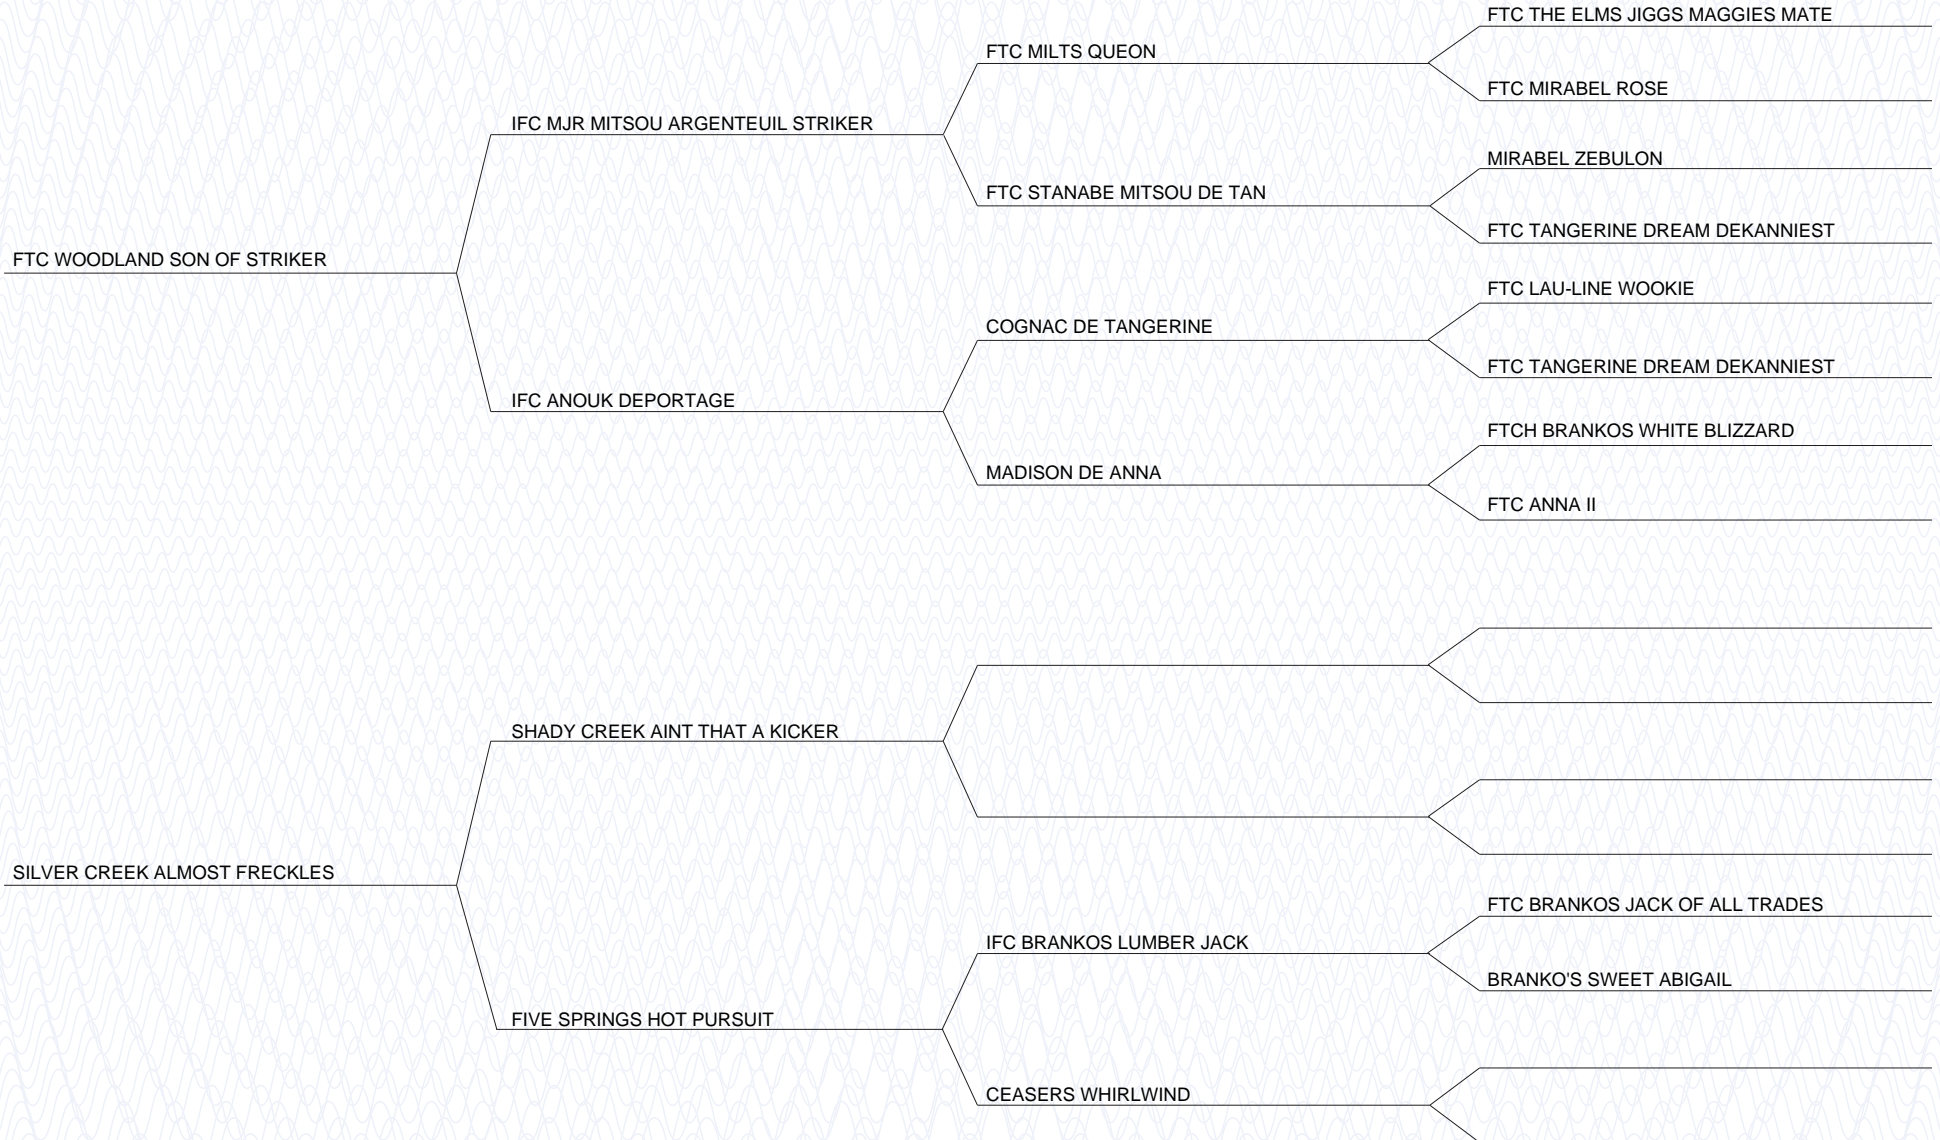 FTC THE ELMS JIGGS MAGGIES MATE
FTC MILTS QUEON
FTC MIRABEL ROSE
IFC MJR MITSOU ARGENTEUIL STRIKER
MIRABEL ZEBULON
FTC STANABE MITSOU DE TAN
FTC TANGERINE DREAM DEKANNIEST
FTC WOODLAND SON OF STRIKER
FTC LAU-LINE WOOKIE
COGNAC DE TANGERINE
FTC TANGERINE DREAM DEKANNIEST
IFC ANOUK DEPORTAGE
FTCH BRANKOS WHITE BLIZZARD
MADISON DE ANNA
FTC ANNA II
SHADY CREEK AINT THAT A KICKER
SILVER CREEK ALMOST FRECKLES
FTC BRANKOS JACK OF ALL TRADES
IFC BRANKOS LUMBER JACK
BRANKO'S SWEET ABIGAIL
FIVE SPRINGS HOT PURSUIT
CEASERS WHIRLWIND